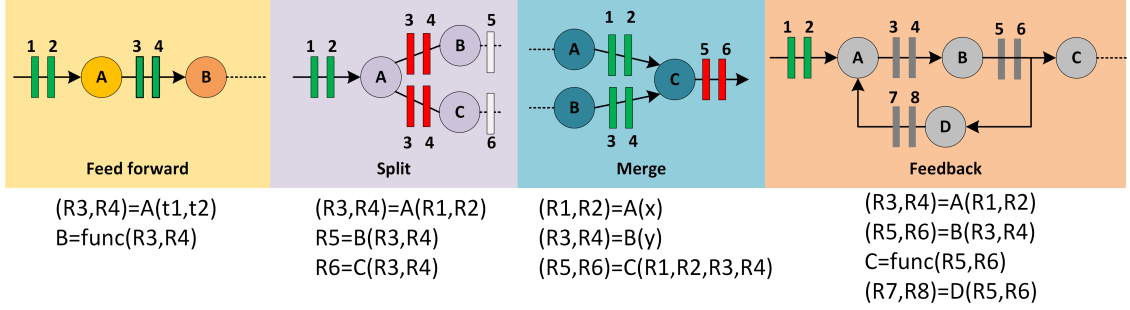 1 2 3 4
A B
Feed forward
(R3,R4)=A(t1,t2)
B=func(R3,R4)
3 4 5
1 2 B
A
C
3 4 6
Split
(R3,R4)=A(R1,R2)
R5=B(R3,R4)
R6=C(R3,R4)
1 2
A 5 6
C
B
3 4
Merge
(R1,R2)=A(x)
(R3,R4)=B(y)
(R5,R6)=C(R1,R2,R3,R4)
1 2 3 4 5 6
A B C
7 8
D
Feedback
(R3,R4)=A(R1,R2)
(R5,R6)=B(R3,R4)
C=func(R5,R6)
(R7,R8)=D(R5,R6)